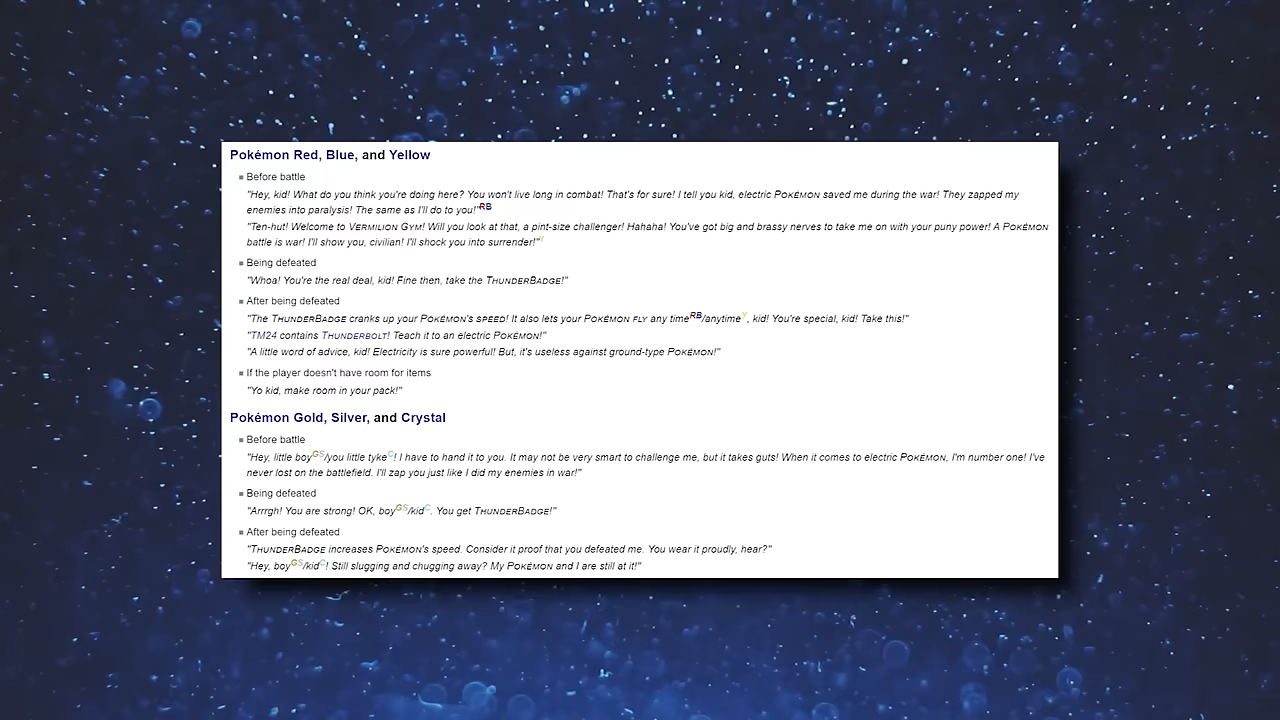 Pokémon Red, Blue, and Yellow
Before battle
"Hey, kid! What do you think you're doing here? You won't live long in combat! That's for sure! I tell you kid, electric POKÉMON saved me during the war! They zapped my
enemies into paralysis! The same as I'll do to you!"RB
"Ten-hut! Welcome to VERMILION GYM! Will you look at that, a pint-size challenger! Hahaha! You've got big and brassy nerves to take me on with your puny power! A POKÉMON
battle is war! I'll show you, civilian! I'll shock you into surrender!"Y
Being defeated
"Whoa! You're the real deal, kid! Fine then, take the THUNDERBADGE!"
After being defeated
"The THUNDERBADGE cranks up your POKÉMON'S SPEED! It also lets your POKÉMON FLY any timeRB/anytimeY, kid! You're special, kid! Take this!"
"TM24 contains THUNDERBOLT! Teach it to an electric POKÉMON!"
"A little word of advice, kid! Electricity is sure powerful! But, it's useless against ground-type POKÉMON!"
If the player doesn't have room for items
"Yo kid, make room in your pack!"
Pokémon Gold, Silver, and Crystal
Before battle
"Hey, little boyGS/you little tykeC! I have to hand it to you. It may not be very smart to challenge me, but it takes guts! When it comes to electric POKÉMON, I'm number one! I've
never lost on the battlefield. I'll zap you just like I did my enemies in war!"
Being defeated
"Arrrgh! You are strong! OK, boyGS/kidC. You get THUNDERBADGE!"
After being defeated
"THUNDERBADGE increases POKÉMON's speed. Consider it proof that you defeated me. You wear it proudly, hear?"
"Hey, boyGS/kidC! Still slugging and chugging away? My POKÉMON and I are still at it!"